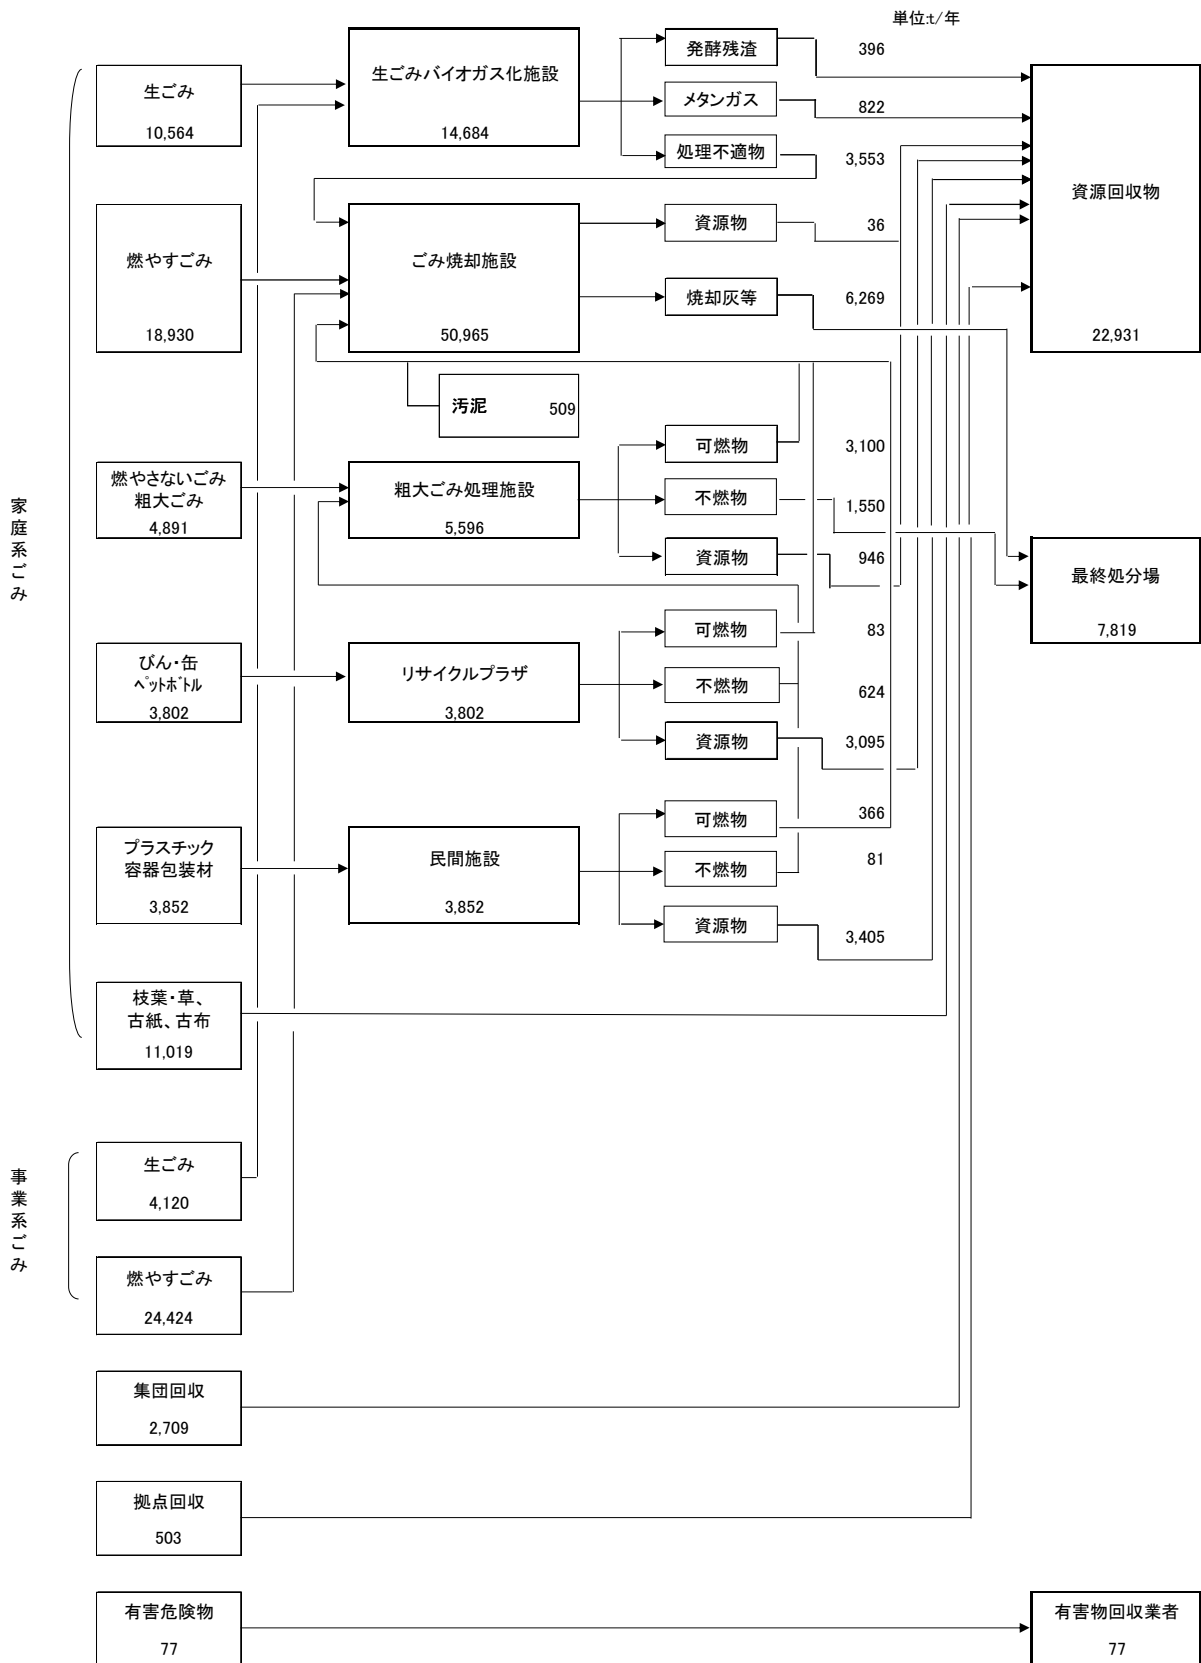 単位:t/年
家庭系ごみ
生ごみ
10,564
燃やすごみ
18,930
燃やさないごみ
粗大ごみ
4,891
びん・缶
ペットボトル
3,802
プラスチック
容器包装材
3,852
枝葉・草、
古紙、古布
11,019
事業系ごみ
生ごみ
4,120
燃やすごみ
24,424
集団回収
2,709
拠点回収
503
有害危険物
77
生ごみバイオガス化施設
14,684
ごみ焼却施設
50,965
汚泥 509
粗大ごみ処理施設
5,596
リサイクルプラザ
3,802
民間施設
3,852
発酵残渣 396
メタンガス 822
処理不適物 3,553
資源物 36
焼却灰等 6,269
可燃物 3,100
不燃物 1,550
資源物 946
可燃物 83
不燃物 624
資源物 3,095
可燃物 366
不燃物 81
資源物 3,405
資源回収物
22,931
最終処分場
7,819
有害物回収業者
77